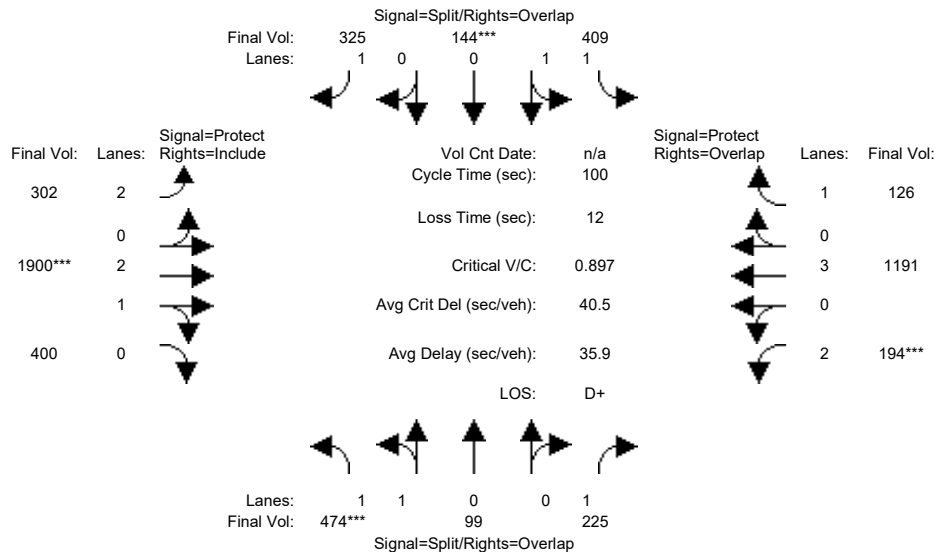 Signal=Split/Rights=Overlap
Final Vol: 325 144*** 409
Lanes: 1 0 0 1 1
Signal=Protect
Final Vol: Lanes: Rights=Include
Vol Cnt Date: n/a
Signal=Protect
Rights=Overlap Lanes: Final Vol:
Cycle Time (sec): 100
302 2
1 126
Loss Time (sec): 12
0
0
1900*** 2
Critical V/C: 0.897
3 1191
1
Avg Crit Del (sec/veh): 40.5
0
400 0
Avg Delay (sec/veh): 35.9
2 194***
LOS: D+
Lanes: 1 1 0 0 1
Final Vol: 474*** 99 225
Signal=Split/Rights=Overlap